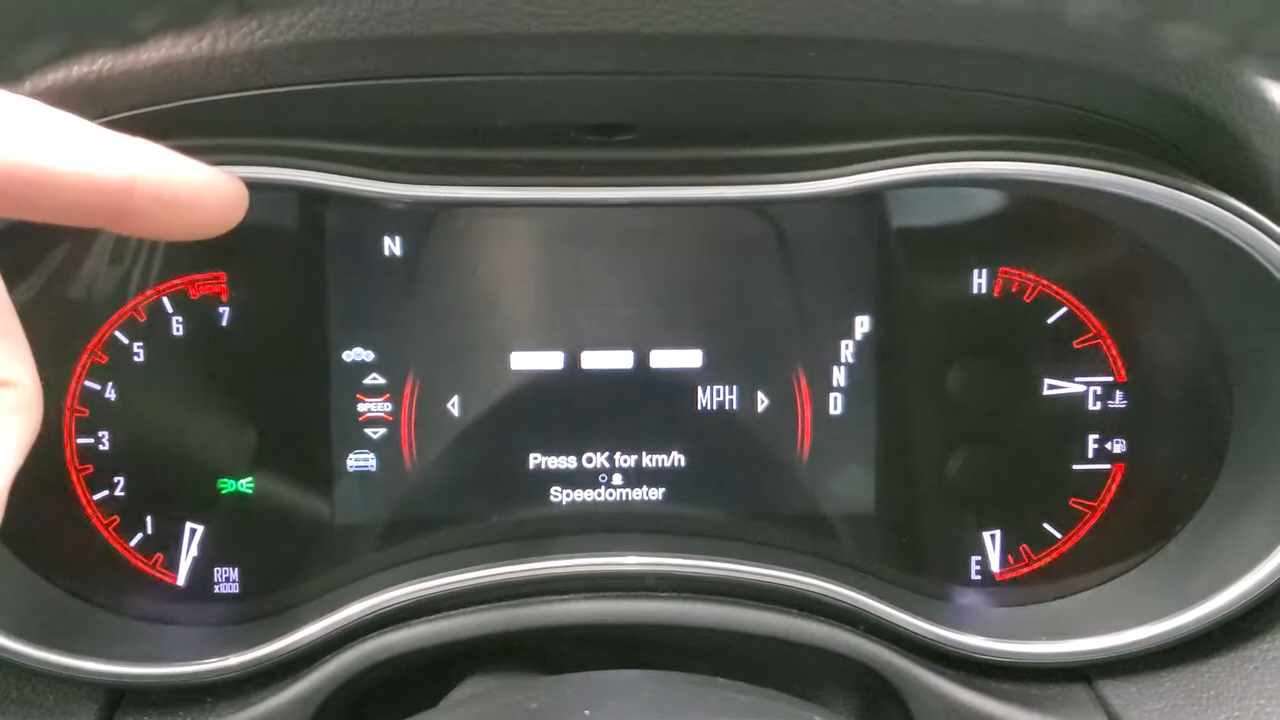 N
7
6
5
4
3
2
1
RPM
x1000
SPEED
MPH
Press OK for km/h
Speedometer
P
R
N
D
H
C
F
E